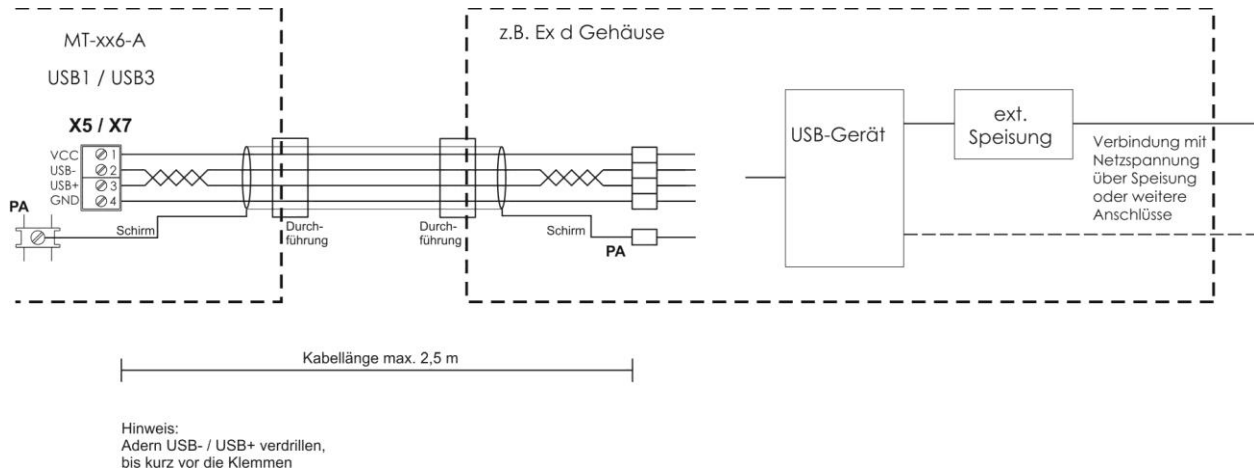 MT-xx6-A
USB1 / USB3
X5 / X7
VCC 1
USB- 2
USB+ 3
GND 4
PA
Schirm
Durch-
führung
z.B. Ex d Gehäuse
Durch-
führung
Schirm
PA
USB-Gerät
ext.
Speisung
Verbindung mit
Netzspannung
über Speisung
oder weitere
Anschlüsse
Kabellänge max. 2,5 m
Hinweis:
Adern USB- / USB+ verdrillen,
bis kurz vor die Klemmen